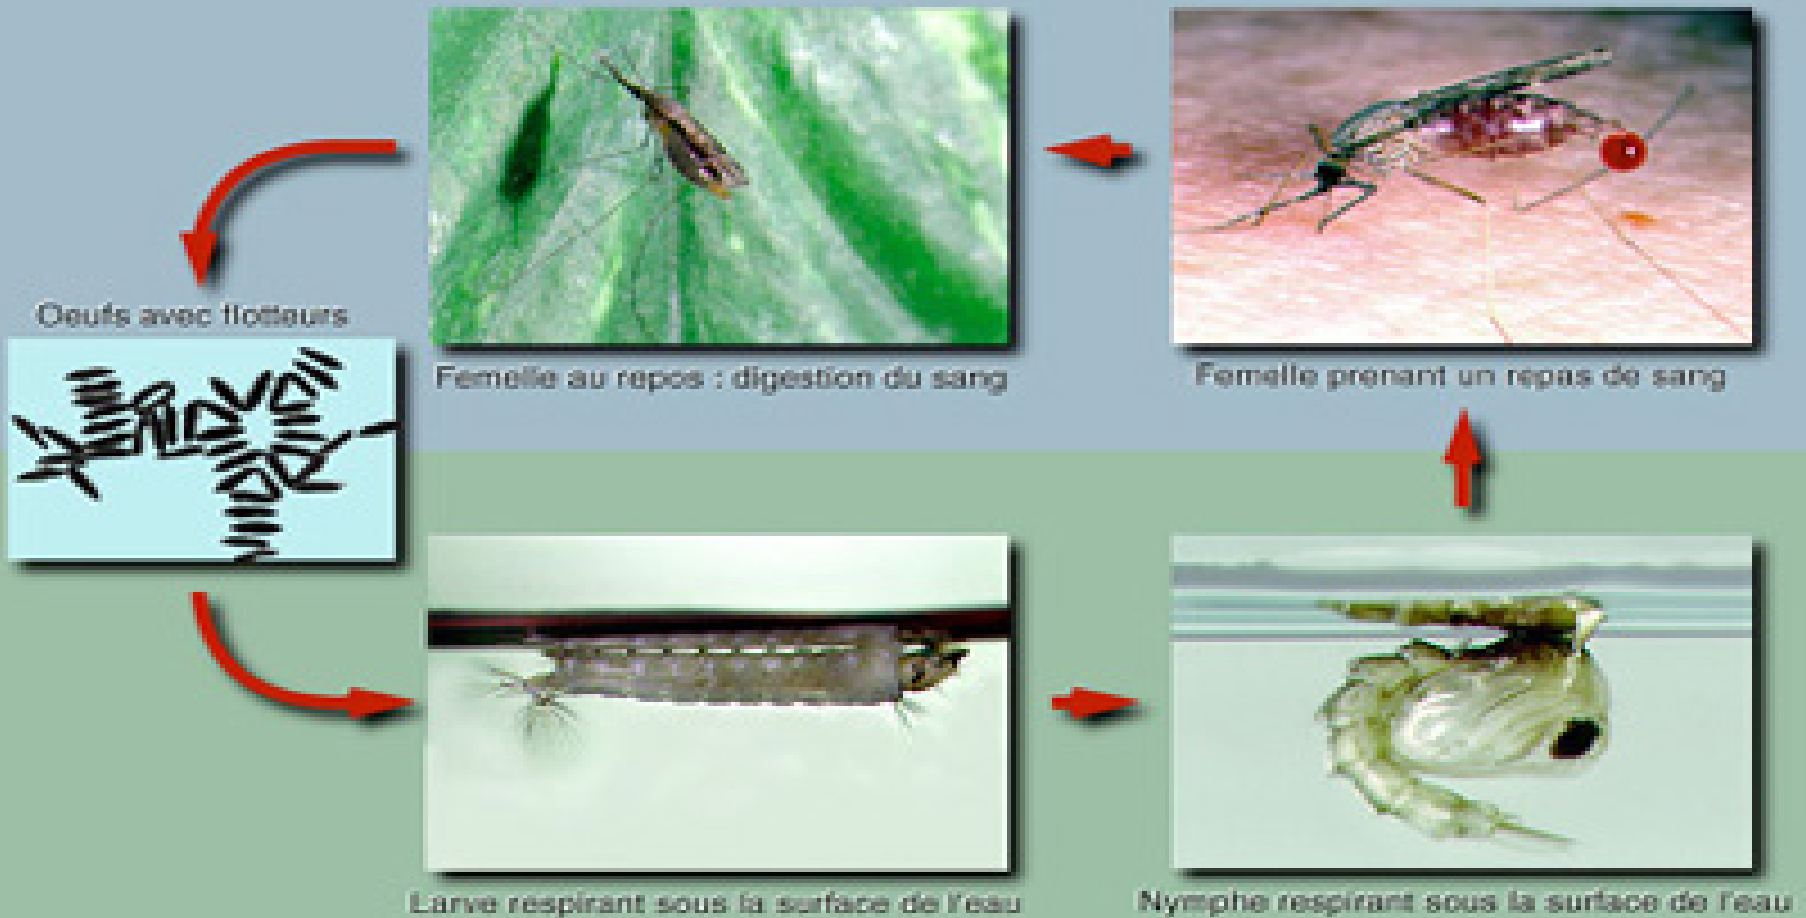 Femelle au repos : digestion du sang
Femelle prenant un repas de sang
Oeufs avec flotteurs
Larve respirant sous la surface de l'eau
Nymphe respirant sous la surface de l'eau